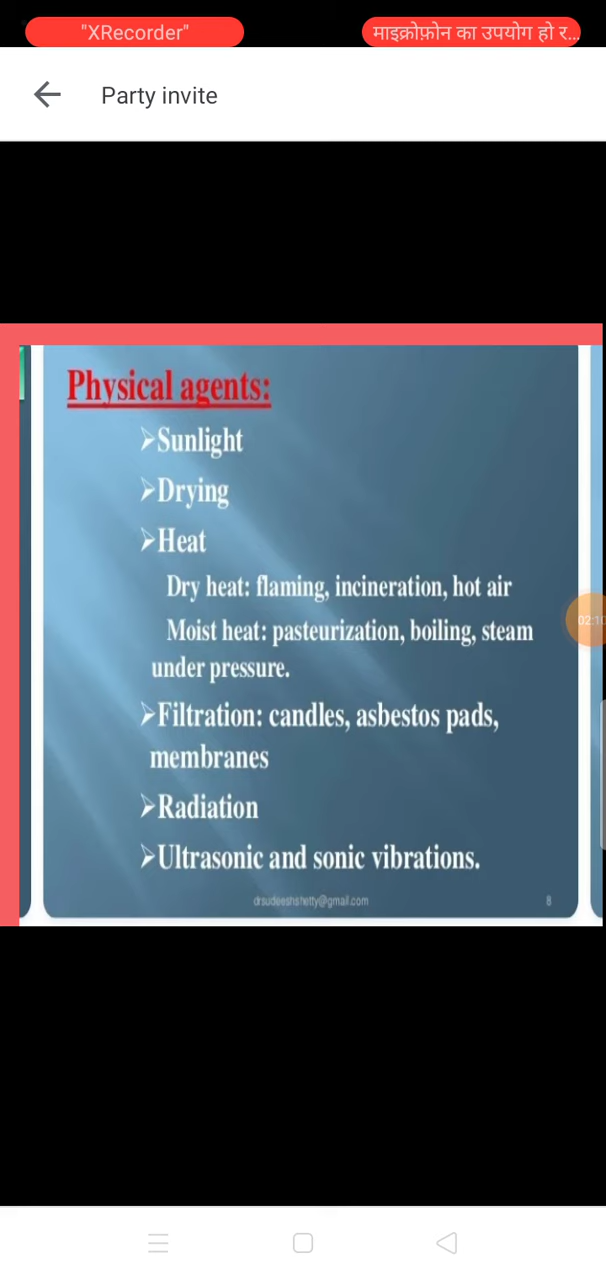 "XRecorder"
माइक्रोफ़ोन का उपयोग हो र...
Party invite
Physical agents:
➢Sunlight
➢Drying
➢Heat
Dry heat: flaming, incineration, hot air
Moist heat: pasteurization, boiling, steam
under pressure.
➢Filtration: candles, asbestos pads,
membranes
➢Radiation
➢Ultrasonic and sonic vibrations.
drsudeeshshetty@gmail.com
8